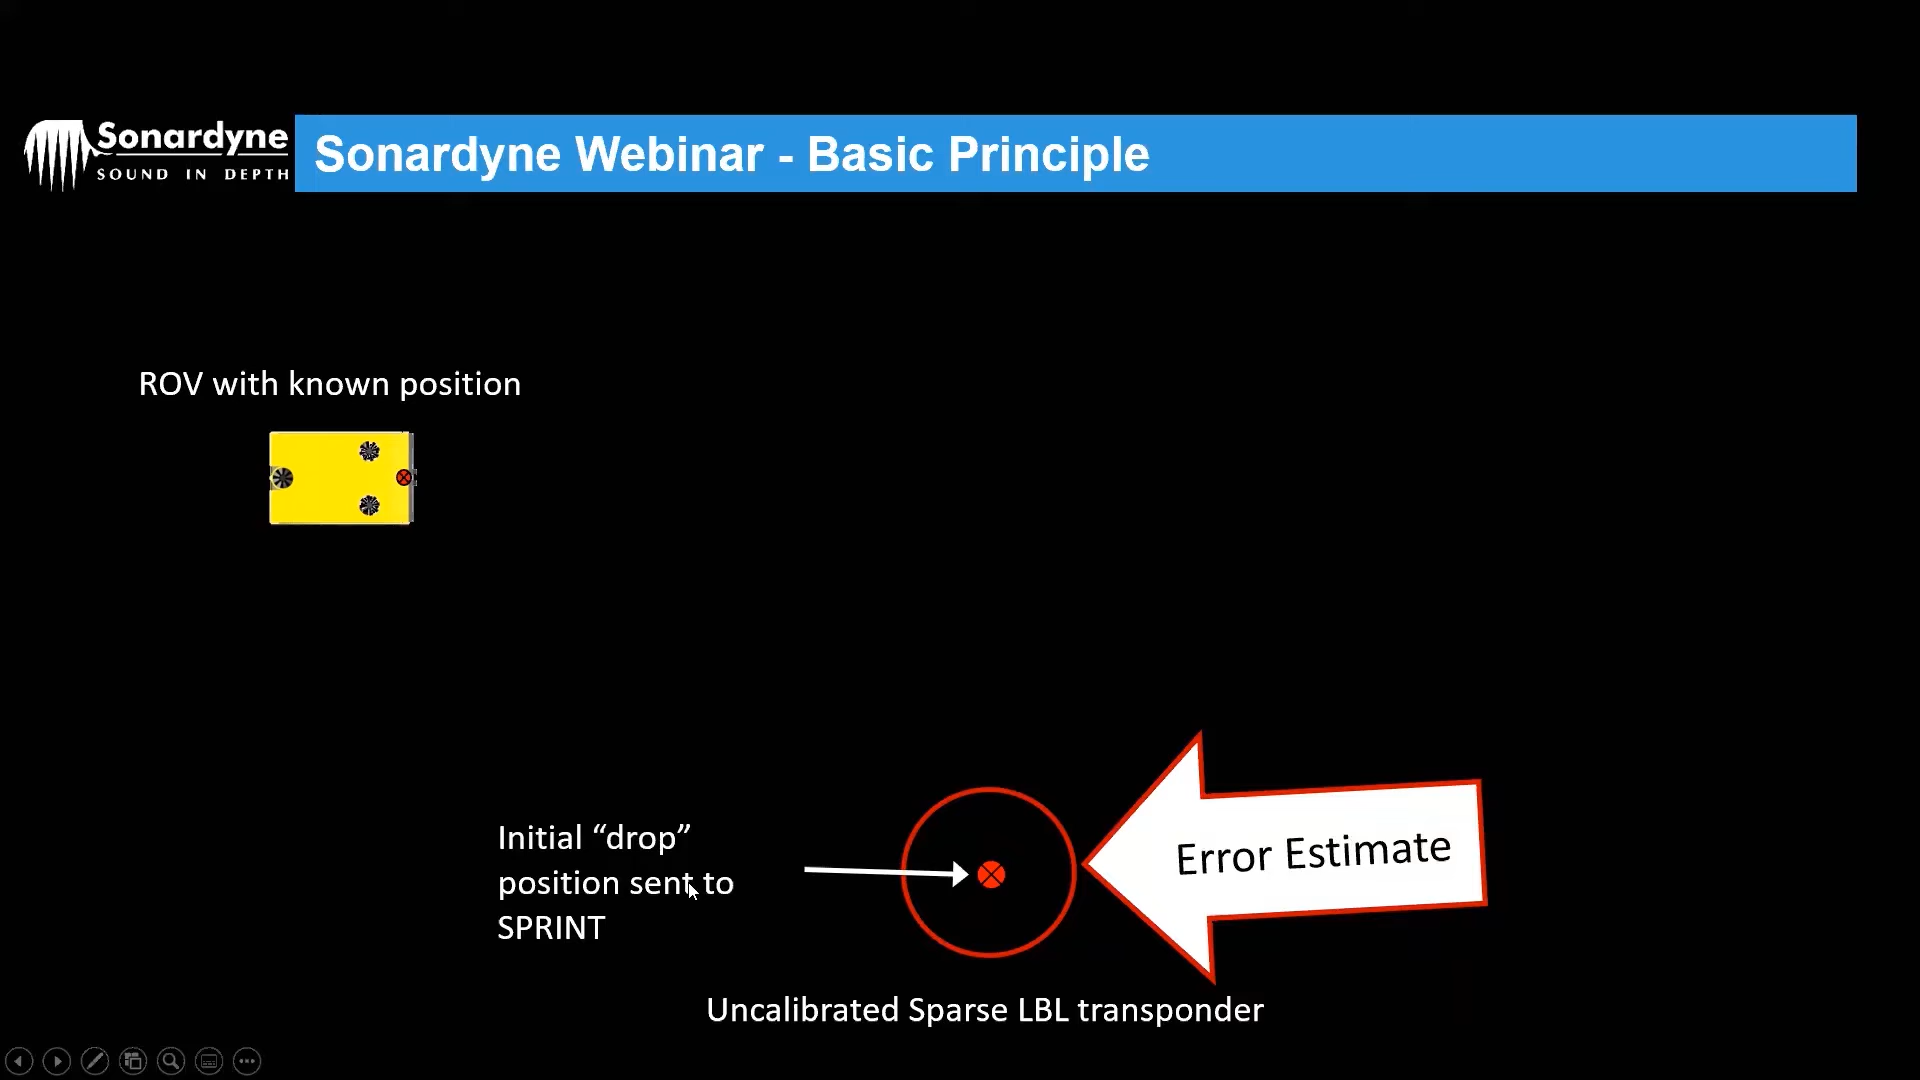 Sonardyne
SOUND IN DEPTH
Sonardyne Webinar - Basic Principle
ROV with known position
Initial “drop”
position sent to
SPRINT
Error Estimate
Uncalibrated Sparse LBL transponder